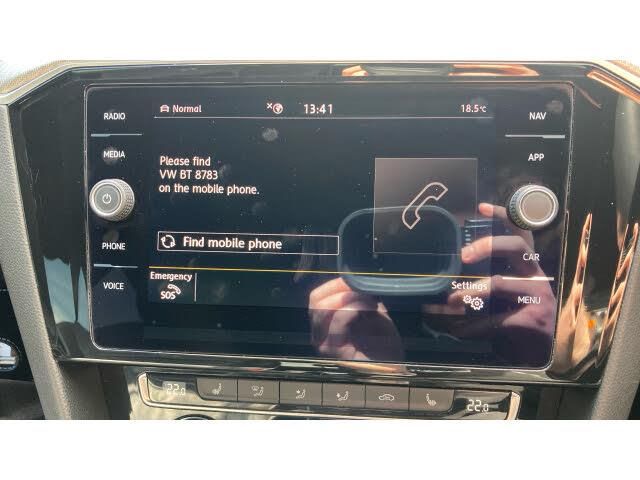 RADIO
MEDIA
PHONE
VOICE
Normal 13:41 18.5°C
Please find
VW BT 8783
on the mobile phone.
Find mobile phone
Emergency
SOS
Settings
NAV
APP
CAR
MENU
22.0 22.0